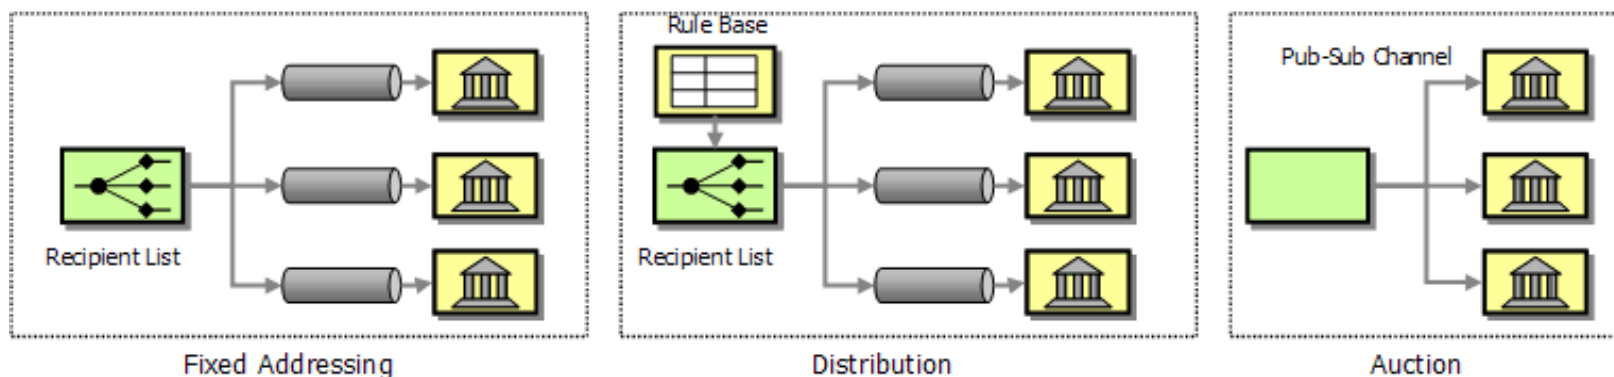 Rule Base
Pub-Sub Channel
Recipient List
Recipient List
Fixed Addressing
Distribution
Auction